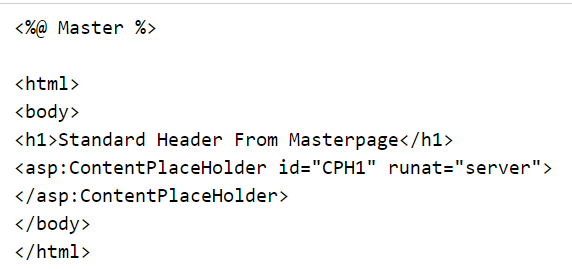 <%@ Master %>
<html>
<body>
<h1>Standard Header From Masterpage</h1>
<asp:ContentPlaceHolder id="CPH1" runat="server">
</asp:ContentPlaceHolder>
</body>
</html>